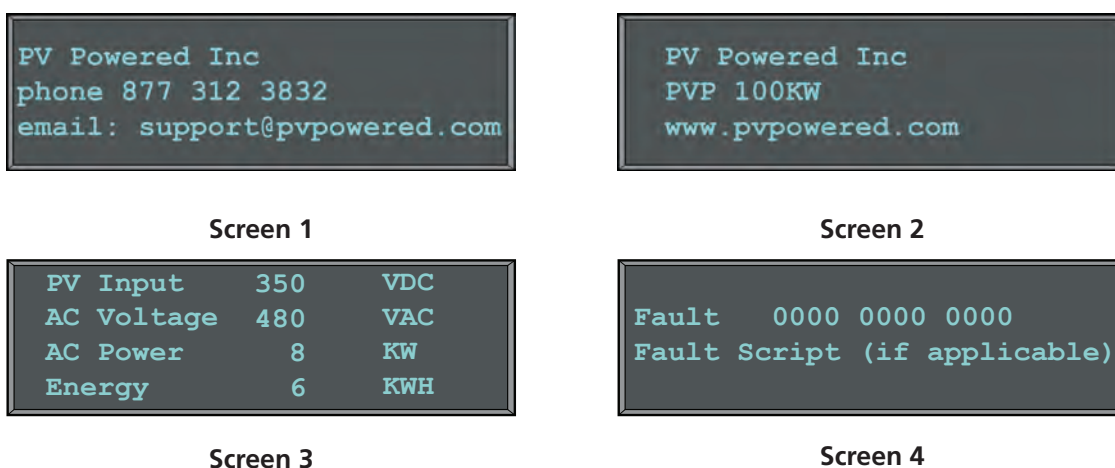 PV Powered Inc
phone 877 312 3832
email: support@pvpowered.com
Screen 1
PV Powered Inc
PVP 100KW
www.pvpowered.com
Screen 2
PV Input 350 VDC
AC Voltage 480 VAC
AC Power 8 KW
Energy 6 KWH
Screen 3
Fault 0000 0000 0000
Fault Script (if applicable)
Screen 4